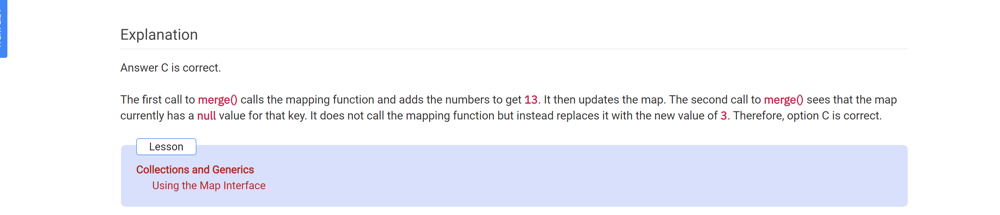 Explanation
Answer C is correct.
The first call to merge() calls the mapping function and adds the numbers to get 13. It then updates the map. The second call to merge() sees that the map
currently has a null value for that key. It does not call the mapping function but instead replaces it with the new value of 3. Therefore, option C is correct.
Lesson
Collections and Generics
Using the Map Interface